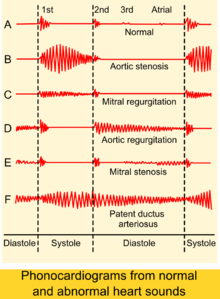 1st 2nd 3rd Atrial
A
Normal
B
Aortic stenosis
C
Mitral regurgitation
D
Aortic regurgitation
E
Mitral stenosis
F
Patent ductus
arteriosus
Diastole Systole Diastole Systole
Phonocardiograms from normal
and abnormal heart sounds